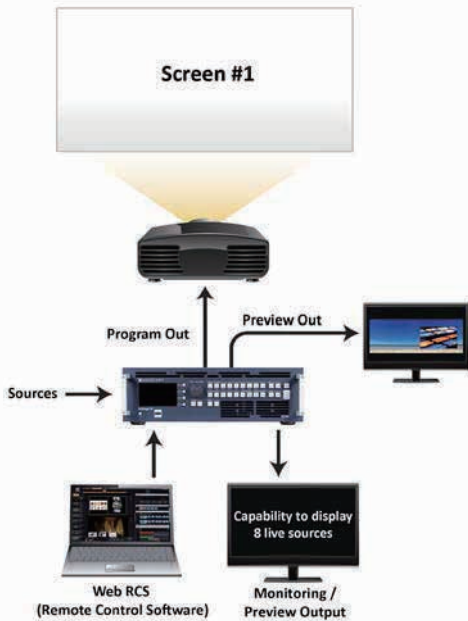 Screen #1
Program Out
Preview Out
Sources
Capability to display
8 live sources
Web RCS
(Remote Control Software)
Monitoring /
Preview Output